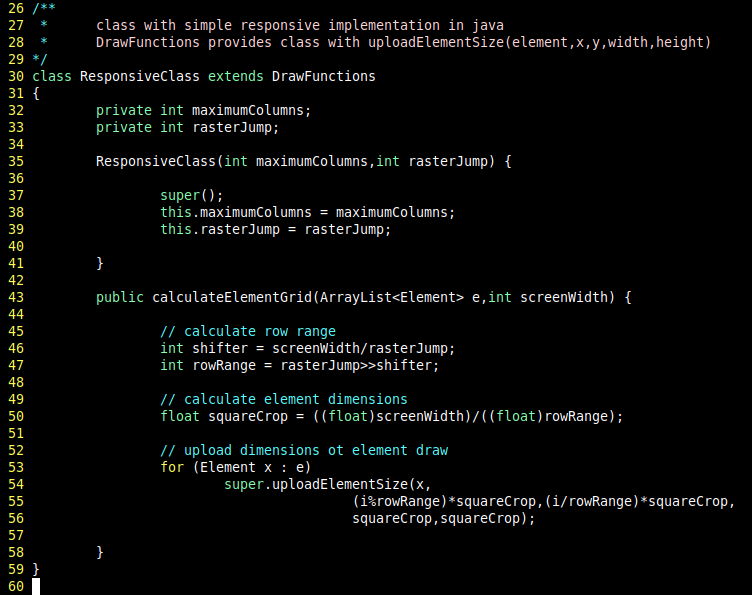 26 /**
27  *      class with simple responsive implementation in java
28  *      DrawFunctions provides class with uploadElementSize(element,x,y,width,height)
29 */
30 class ResponsiveClass extends DrawFunctions
31 {
32         private int maximumColumns;
33         private int rasterJump;
34
35         ResponsiveClass(int maximumColumns,int rasterJump) {
36
37                 super();
38                 this.maximumColumns = maximumColumns;
39                 this.rasterJump = rasterJump;
40
41         }
42
43         public calculateElementGrid(ArrayList<Element> e,int screenWidth) {
44
45                 // calculate row range
46                 int shifter = screenWidth/rasterJump;
47                 int rowRange = rasterJump>>shifter;
48
49                 // calculate element dimensions
50                 float squareCrop = ((float)screenWidth)/((float)rowRange);
51
52                 // upload dimensions ot element draw
53                 for (Element x : e)
54                         super.uploadElementSize(x,
55                                         (i%rowRange)*squareCrop,(i/rowRange)*squareCrop,
56                                         squareCrop,squareCrop);
57
58         }
59 }
60